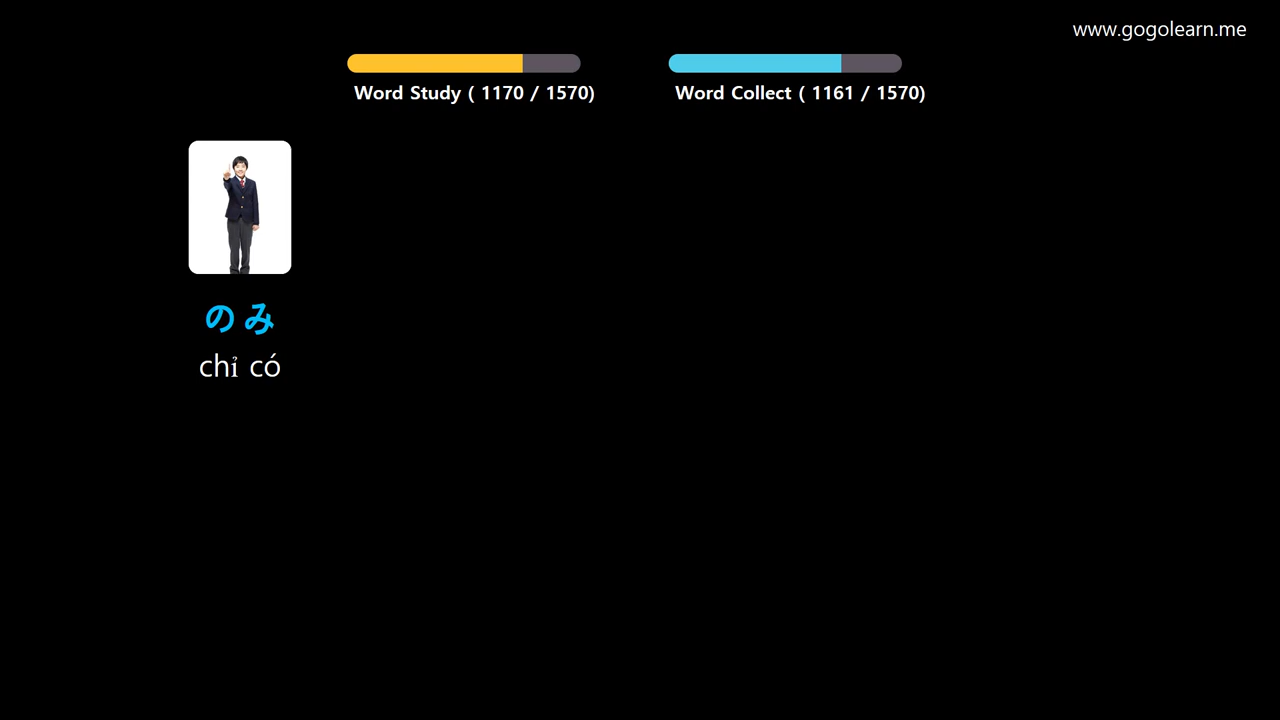 www.gogolearn.me
Word Study ( 1170 / 1570)
Word Collect ( 1161 / 1570)
のみ
chỉ có